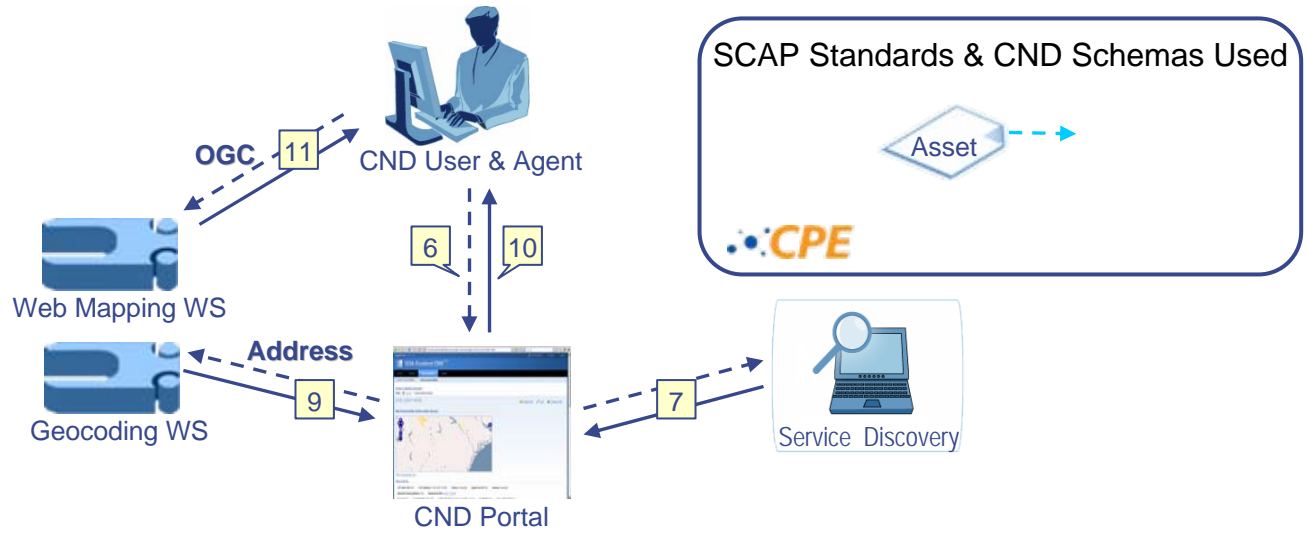 SCAP Standards & CND Schemas Used
Asset
CPE
OGC
11
CND User & Agent
6
10
Web Mapping WS
Address
9
7
Geocoding WS
Service Discovery
CND Portal